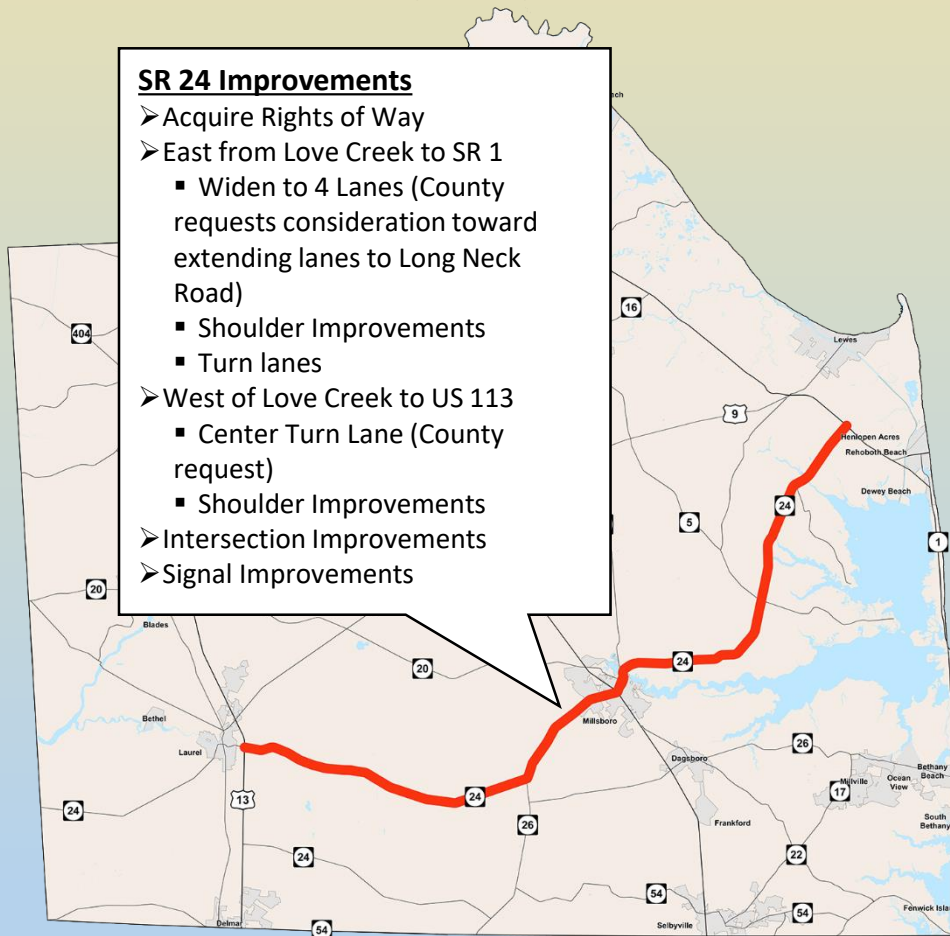 SR 24 Improvements
➢Acquire Rights of Way
➢East from Love Creek to SR 1
▪ Widen to 4 Lanes (County
requests consideration toward
extending lanes to Long Neck
Road)
▪ Shoulder Improvements
▪ Turn lanes
➢West of Love Creek to US 113
▪ Center Turn Lane (County
request)
▪ Shoulder Improvements
➢Intersection Improvements
➢Signal Improvements
16
404
Lewes
9
Henlopen Acres
Rehoboth Beach
Dewey Beach
24
5
1
20
Blades
20
24
Bethel
Millsboro
Laurel
26
Dagsboro
Bethany
Beach
Millville
Ocean
View
17
13
24
24
26
Frankford
South
Bethany
24
22
54
54
Fenwick Isla
Delmar
54
Selbyville